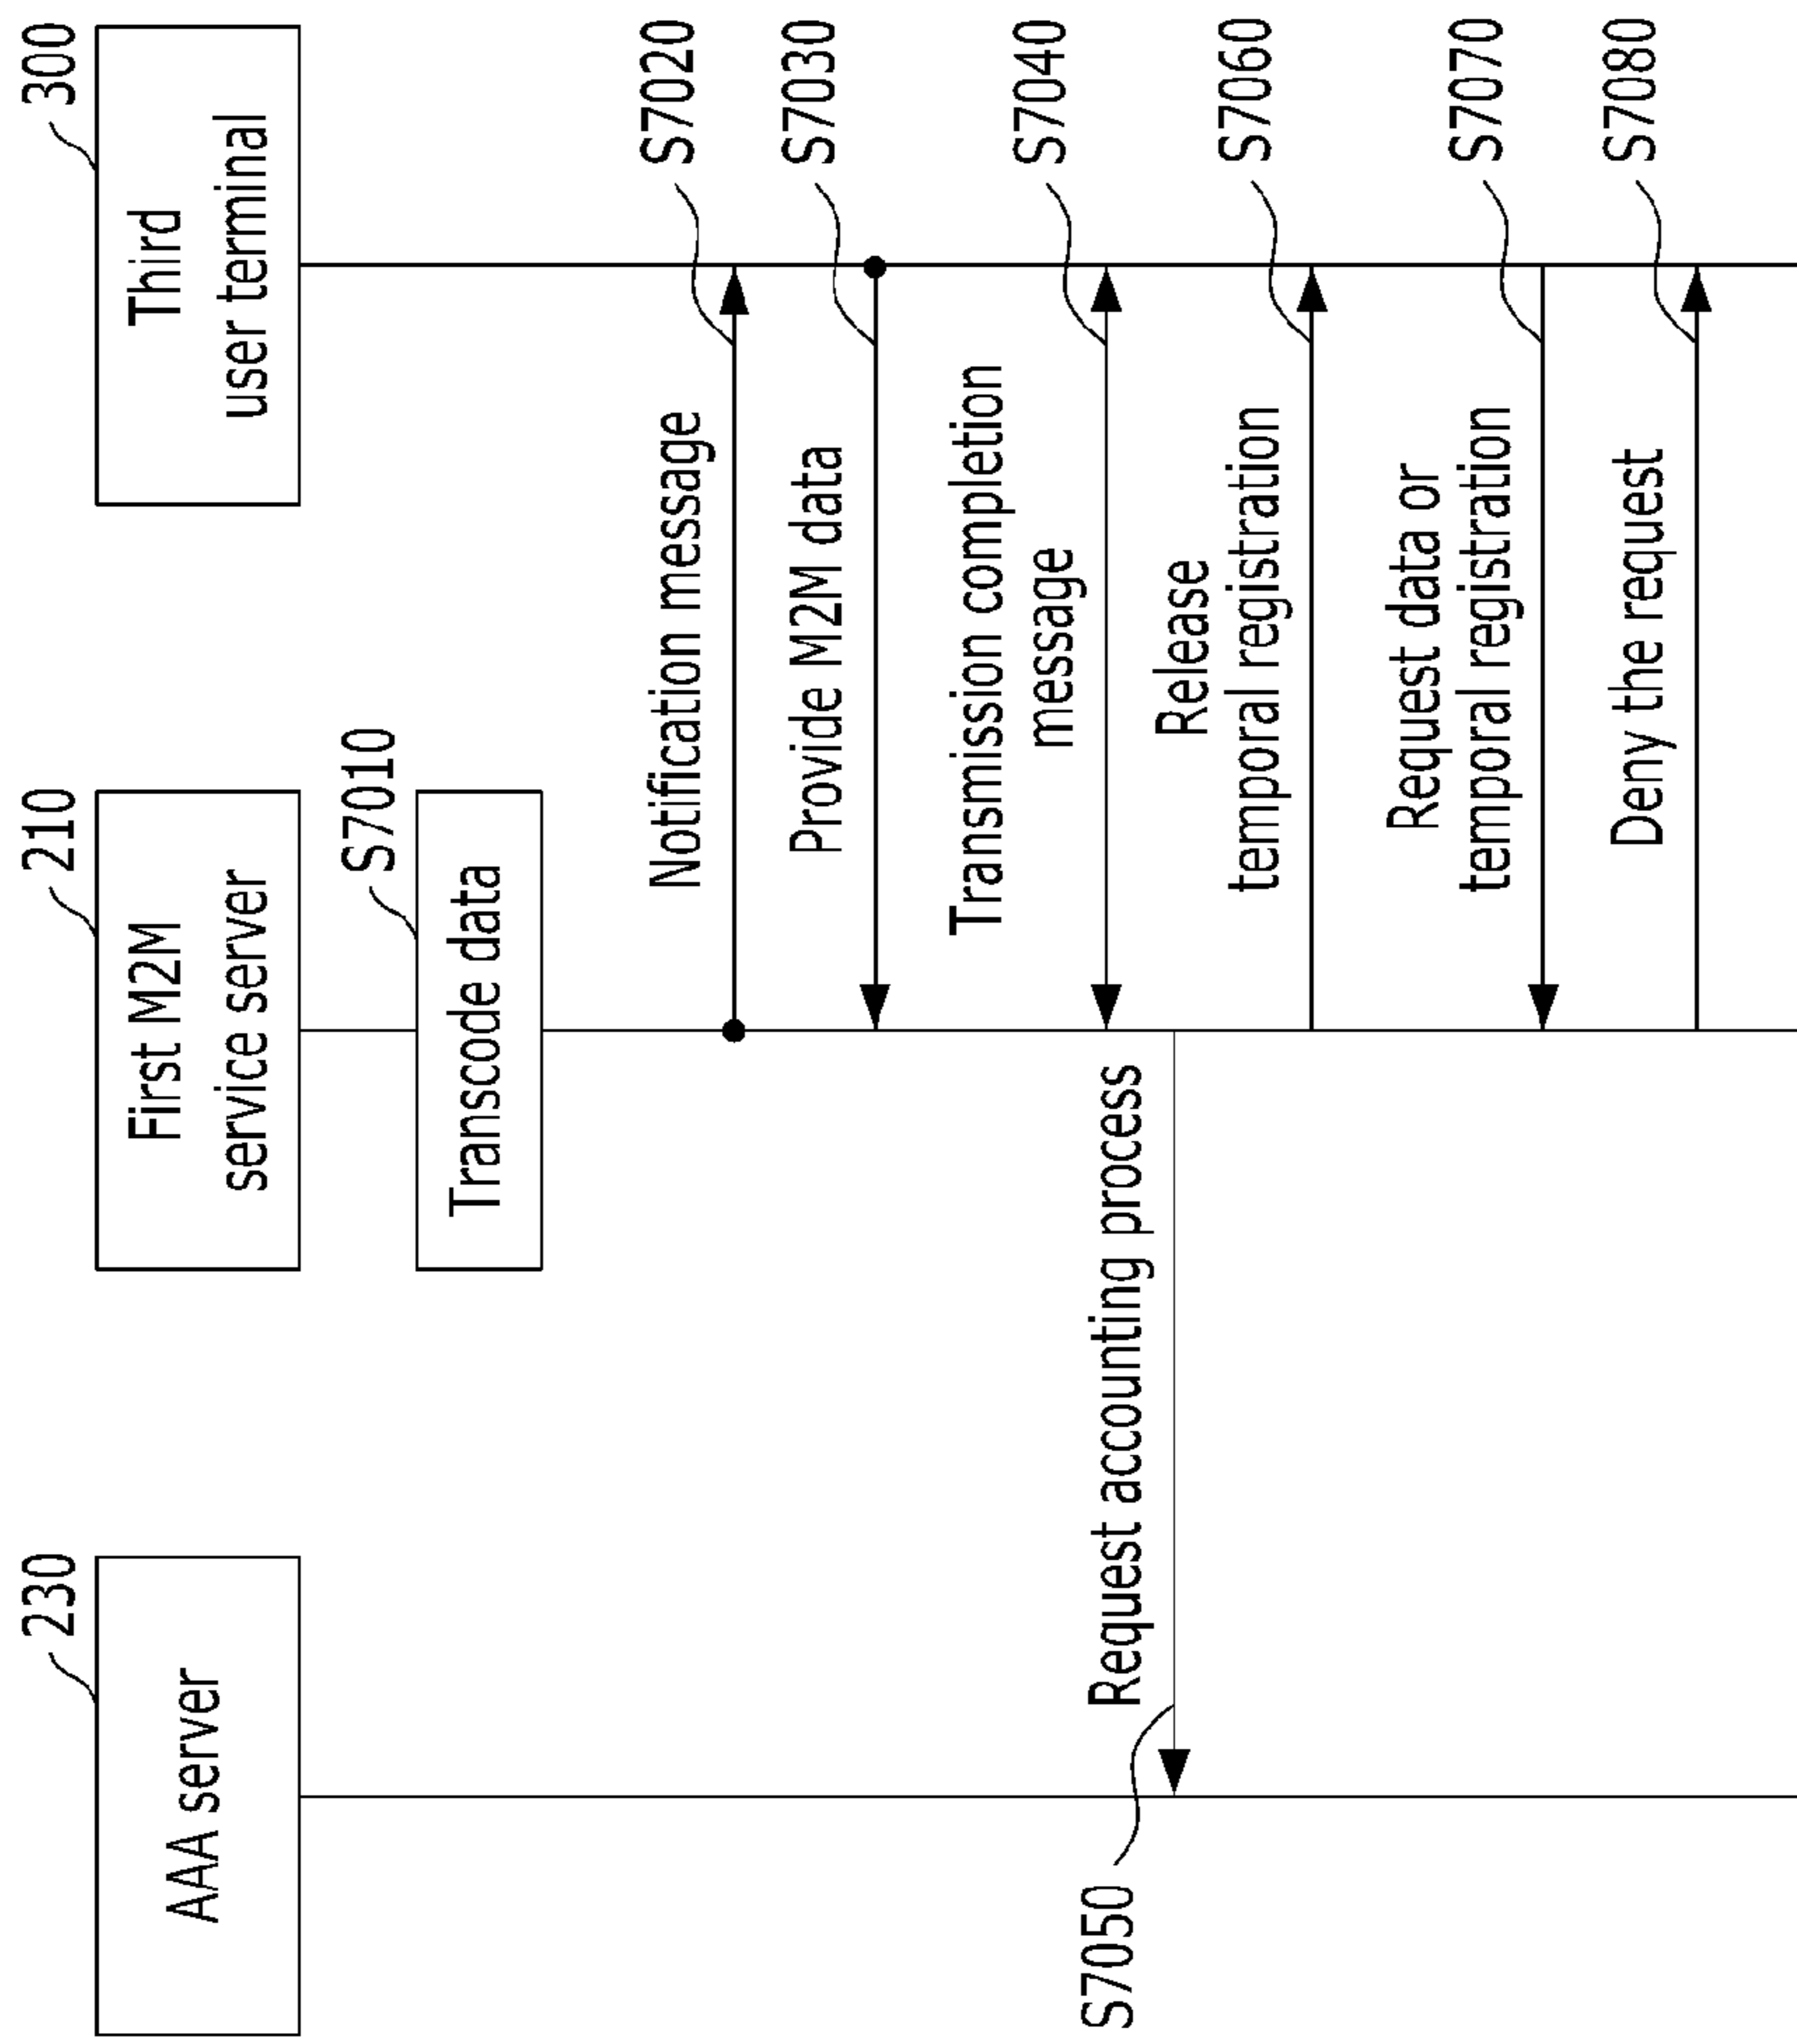 300
Third
user terminal
210
First M2M
service server
230
AAA server
S7010
Transcode data
S7020
Notification message
S7030
Provide M2M data
S7040
Transmission completion
message
S7050
Request accounting process
S7060
Release
temporal registration
S7070
Request data or
temporal registration
S7080
Deny the request